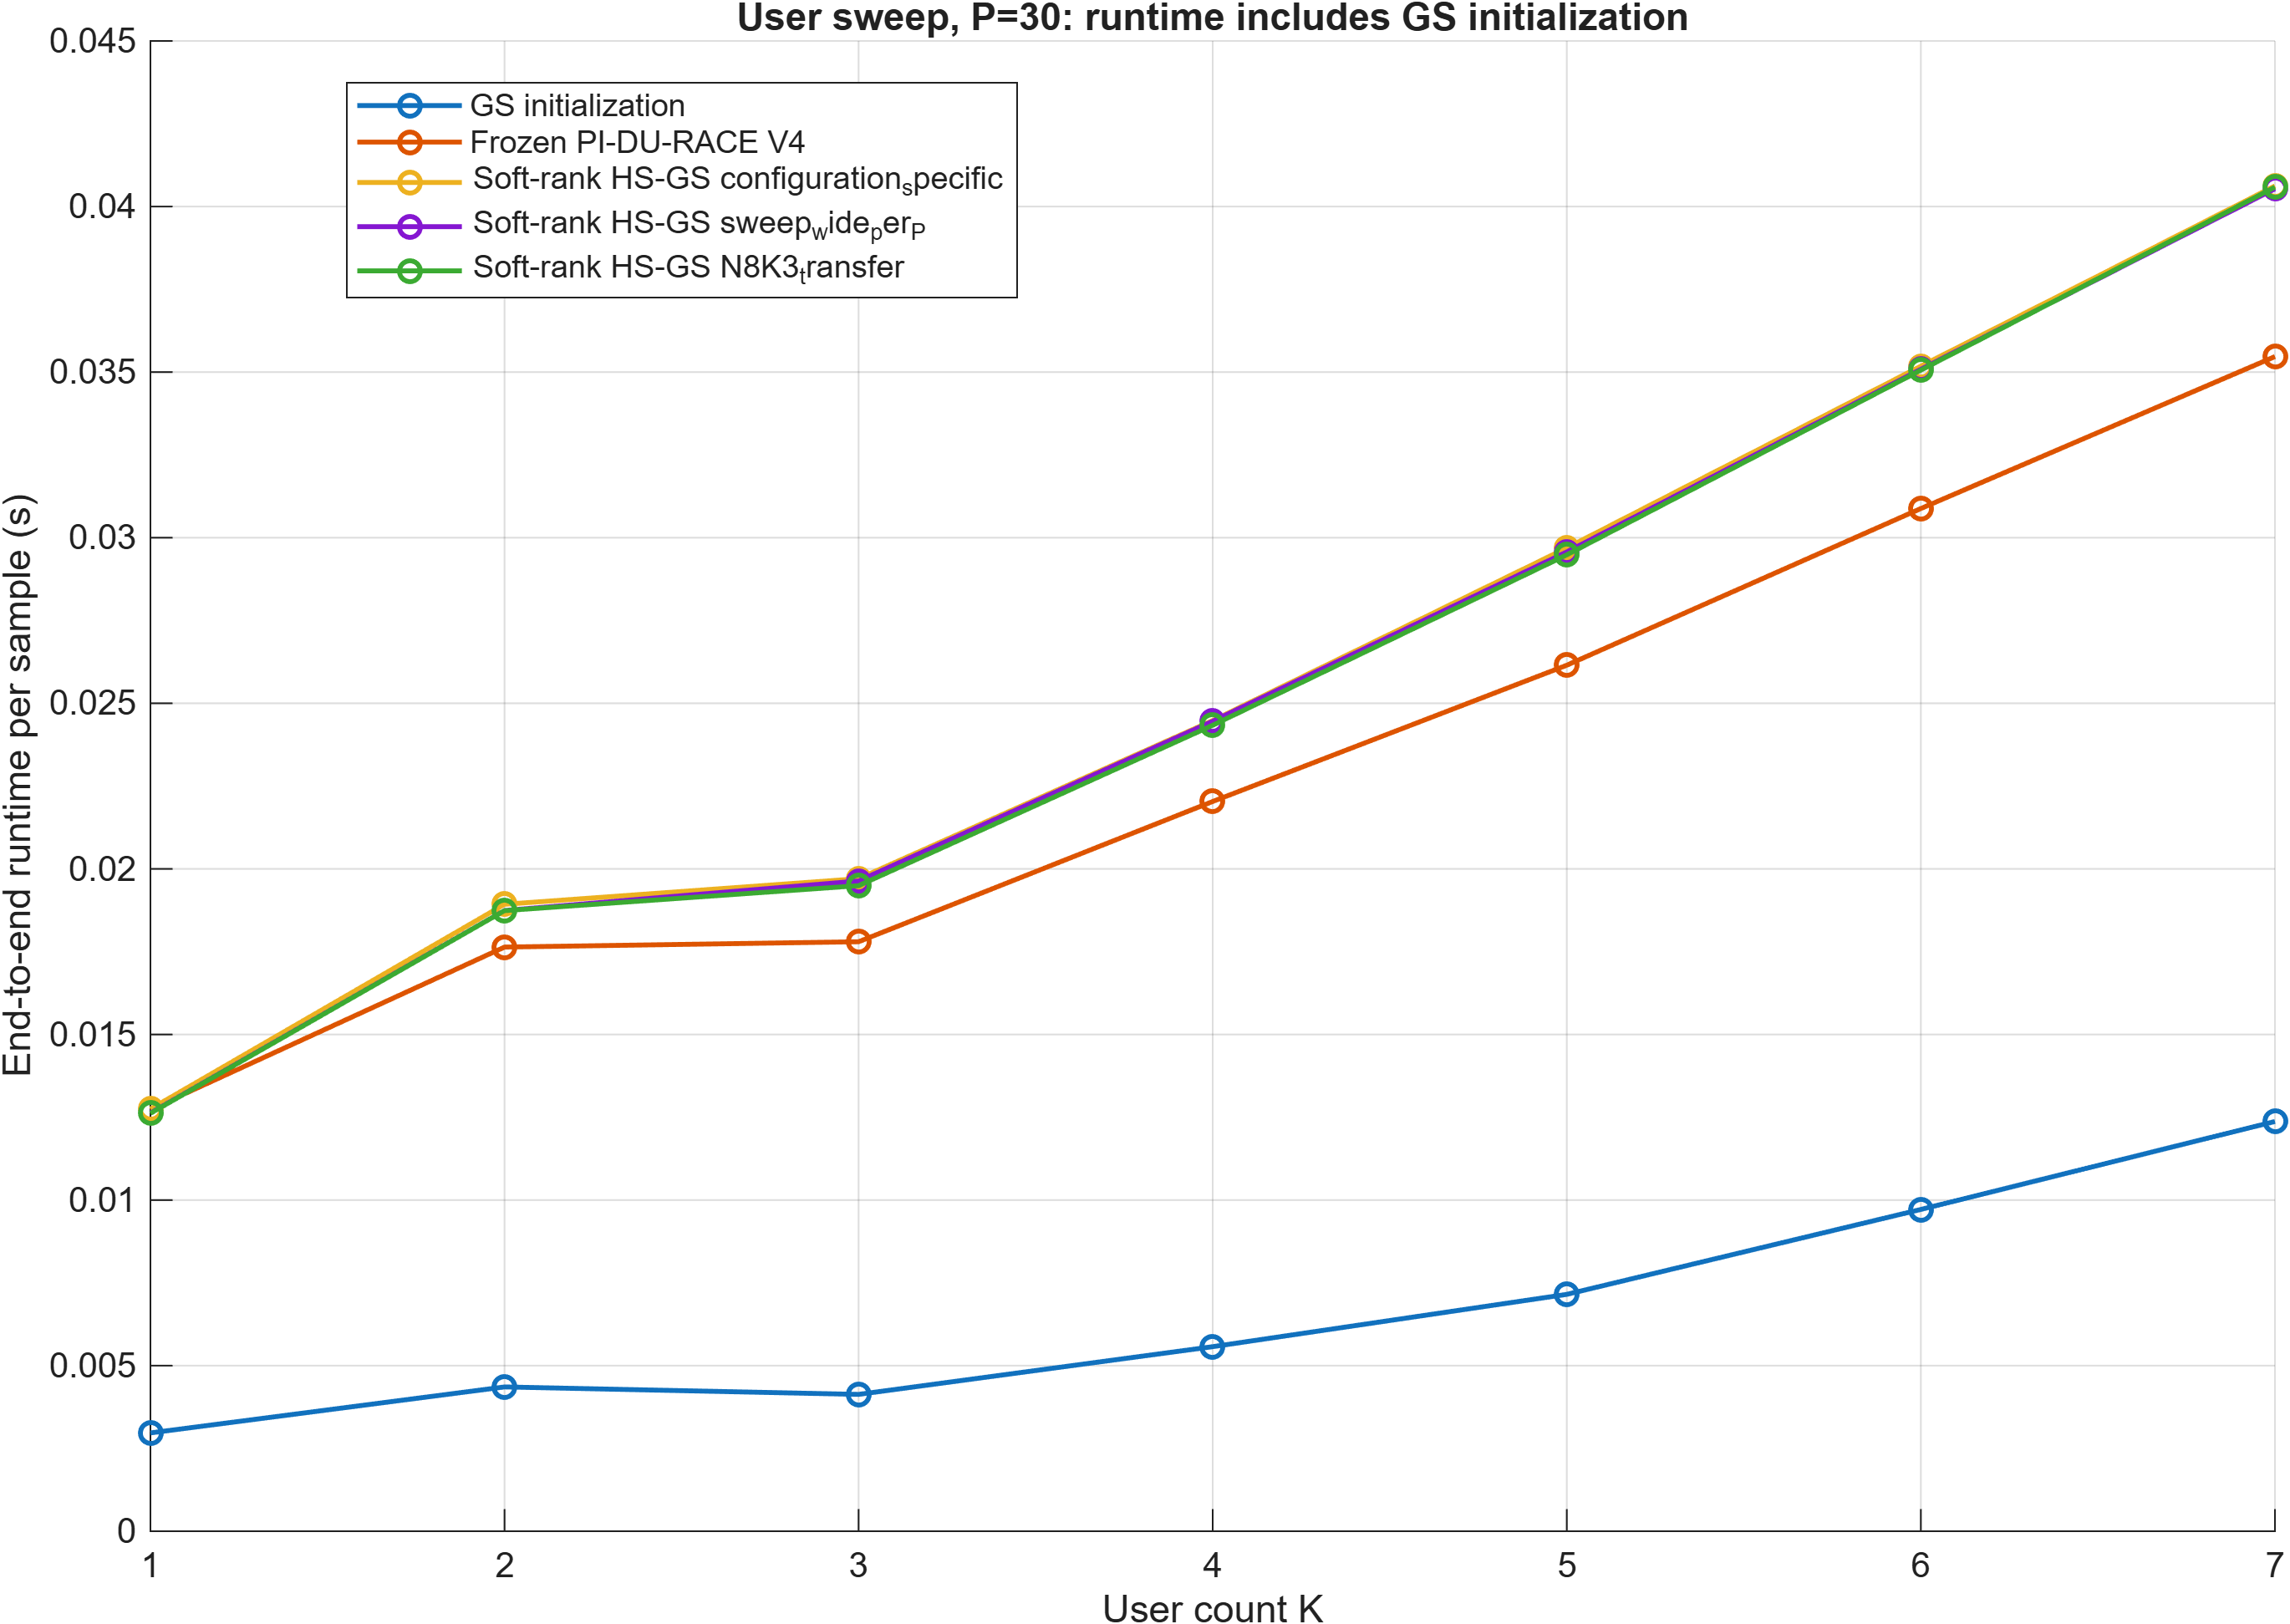 User sweep, P=30: runtime includes GS initialization
0.045
0.04
0.035
0.03
0.025
0.02
0.015
0.01
0.005
0
End-to-end runtime per sample (s)
GS initialization
Frozen PI-DU-RACE V4
Soft-rank HS-GS configurationspecific
Soft-rank HS-GS sweepwideperP
Soft-rank HS-GS N8K3transfer
1 2 3 4 5 6 7
User count K